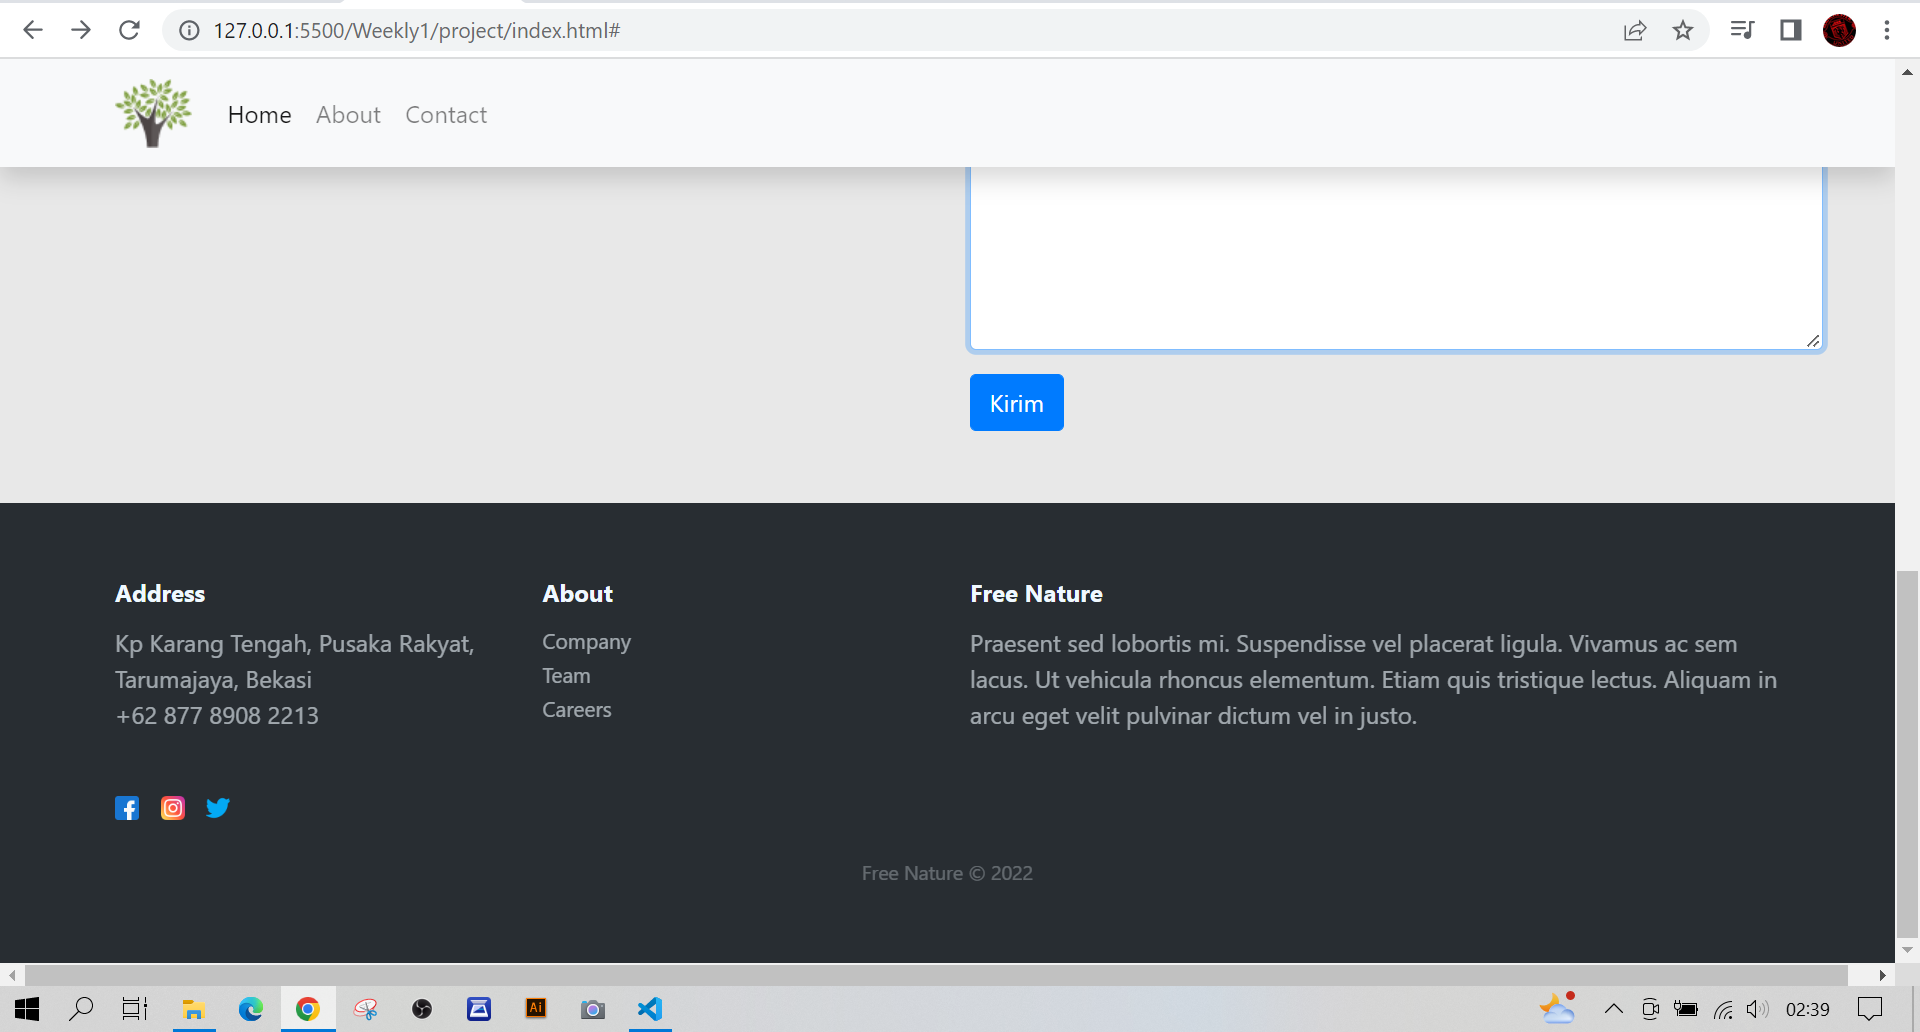 127.0.0.1:5500/Weekly1/project/index.html#
Home About Contact
Kirim
Address
Kp Karang Tengah, Pusaka Rakyat,
Tarumajaya, Bekasi
+62 877 8908 2213
About
Company
Team
Careers
Free Nature
Praesent sed lobortis mi. Suspendisse vel placerat ligula. Vivamus ac sem
lacus. Ut vehicula rhoncus elementum. Etiam quis tristique lectus. Aliquam in
arcu eget velit pulvinar dictum vel in justo.
Free Nature © 2022
Ai
02:39